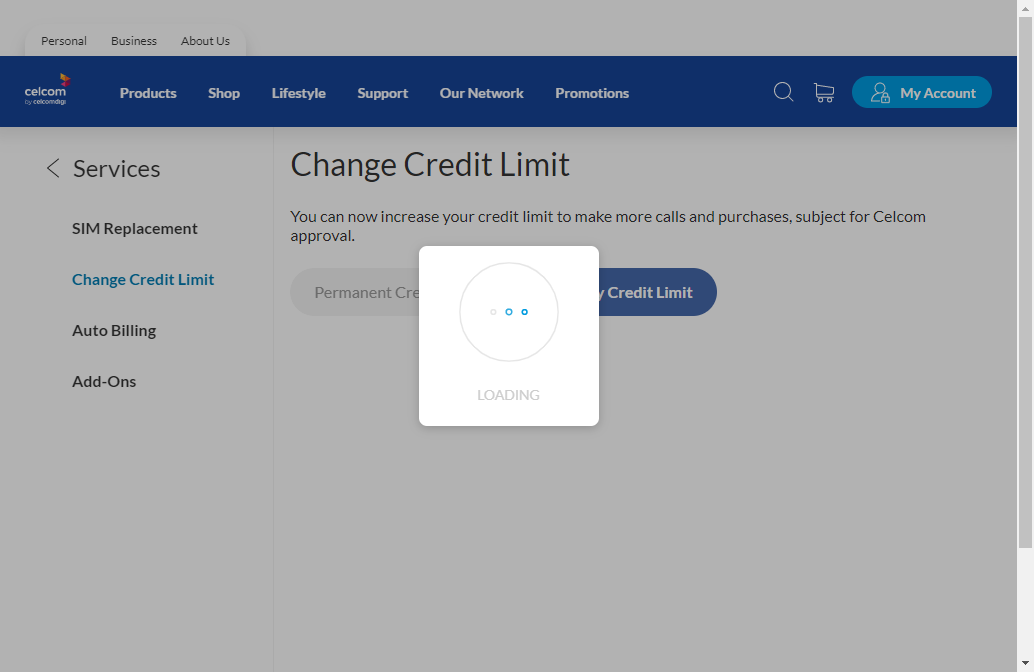 Personal Business About Us
celcom
by celcomdigi
Products Shop Lifestyle Support Our Network Promotions My Account
Services
SIM Replacement
Change Credit Limit
Auto Billing
Add-Ons
Change Credit Limit
You can now increase your credit limit to make more calls and purchases, subject for Celcom
approval.
Permanent Cre
y Credit Limit
LOADING